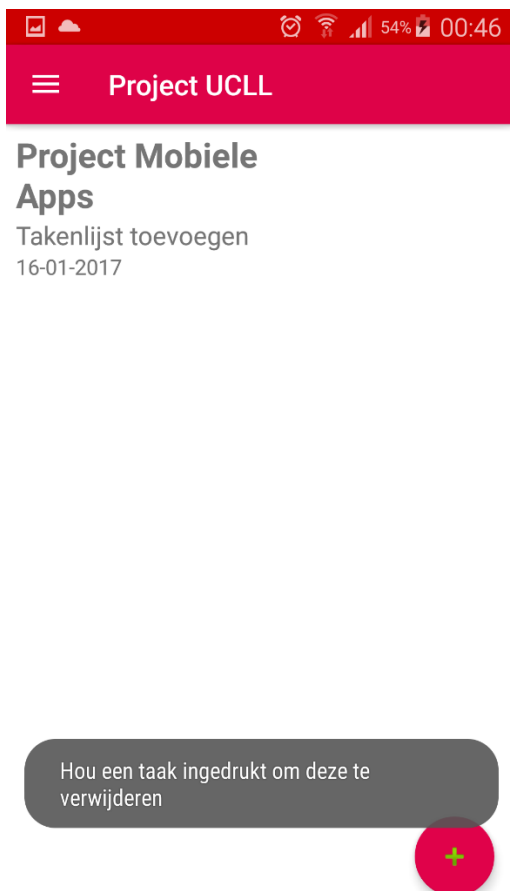 54% 00:46
Project UCLL
Project Mobiele
Apps
Takenlijst toevoegen
16-01-2017
Hou een taak ingedrukt om deze te
verwijderen
+